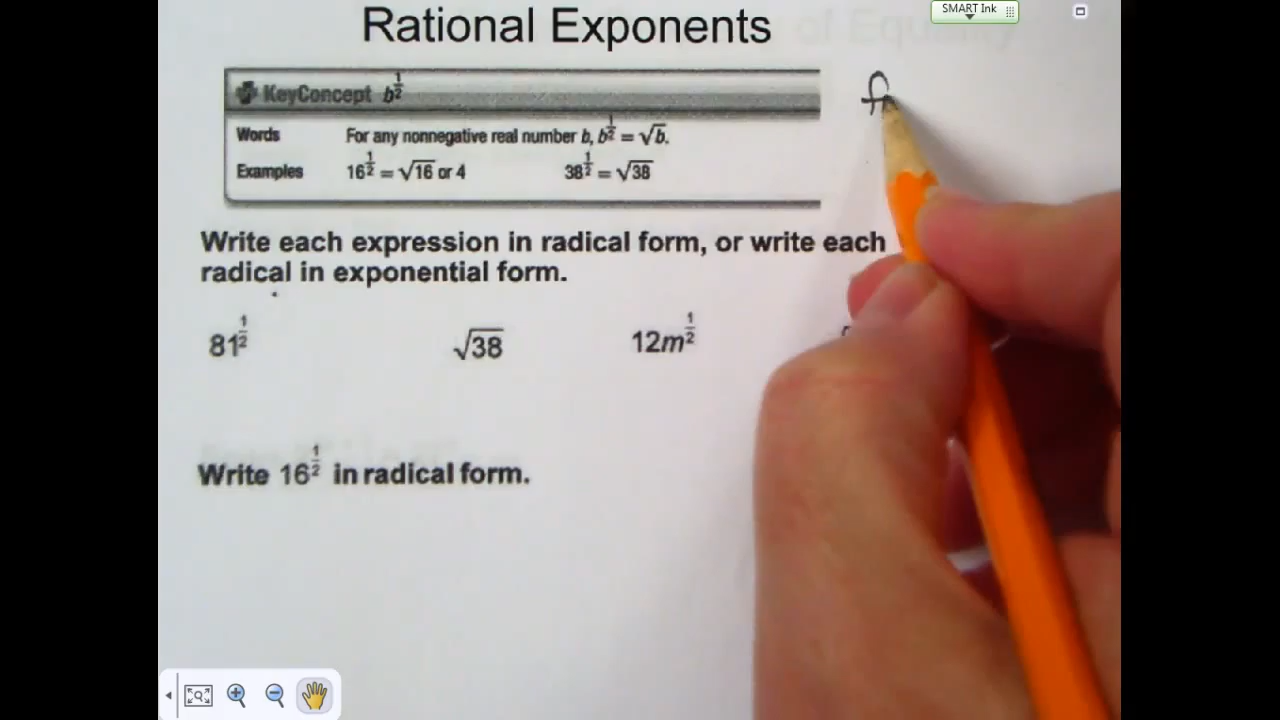 Rational Exponents
SMART Ink
KeyConcept b^{1/2}
Words For any nonnegative real number b, b^{1/2} = √b.
Examples 16^{1/2} = √16 or 4 38^{1/2} = √38
Write each expression in radical form, or write each
radical in exponential form.
81^{1/2} √38 12m^{1/2}
Write 16^{1/2} in radical form.